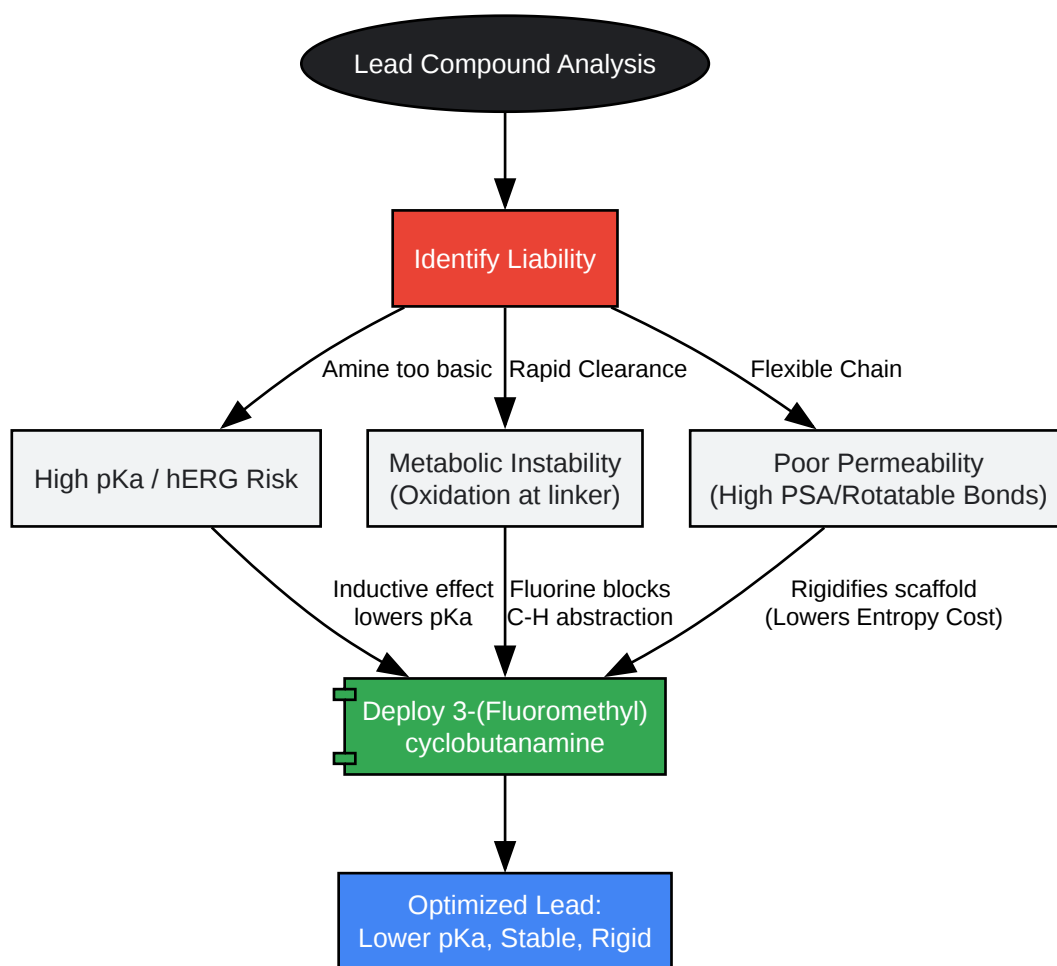 Lead Compound Analysis
Identify Liability
Amine too basic
Rapid Clearance
Flexible Chain
High pKa / hERG Risk
Metabolic Instability
(Oxidation at linker)
Poor Permeability
(High PSA/Rotatable Bonds)
Inductive effect
lowers pKa
Fluorine blocks
C-H abstraction
Rigidifies scaffold
(Lowers Entropy Cost)
Deploy 3-(Fluoromethyl)
cyclobutanamine
Optimized Lead:
Lower pKa, Stable, Rigid